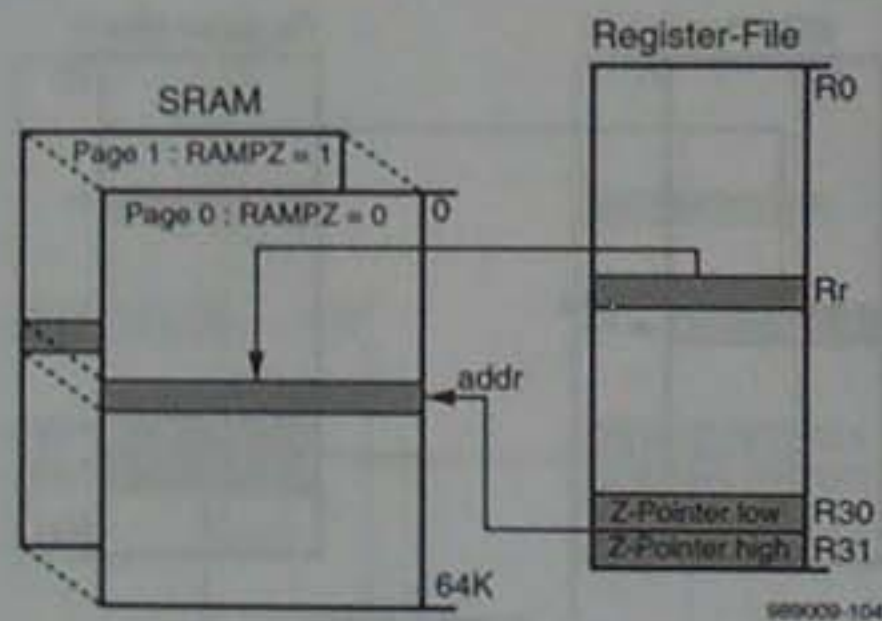 Register-File
R0
SRAM
Page 1 : RAMPZ = 1
Page 0 : RAMPZ = 0
0
Rr
addr
Z-Pointer low
R30
Z-Pointer high
R31
64K
989009-104